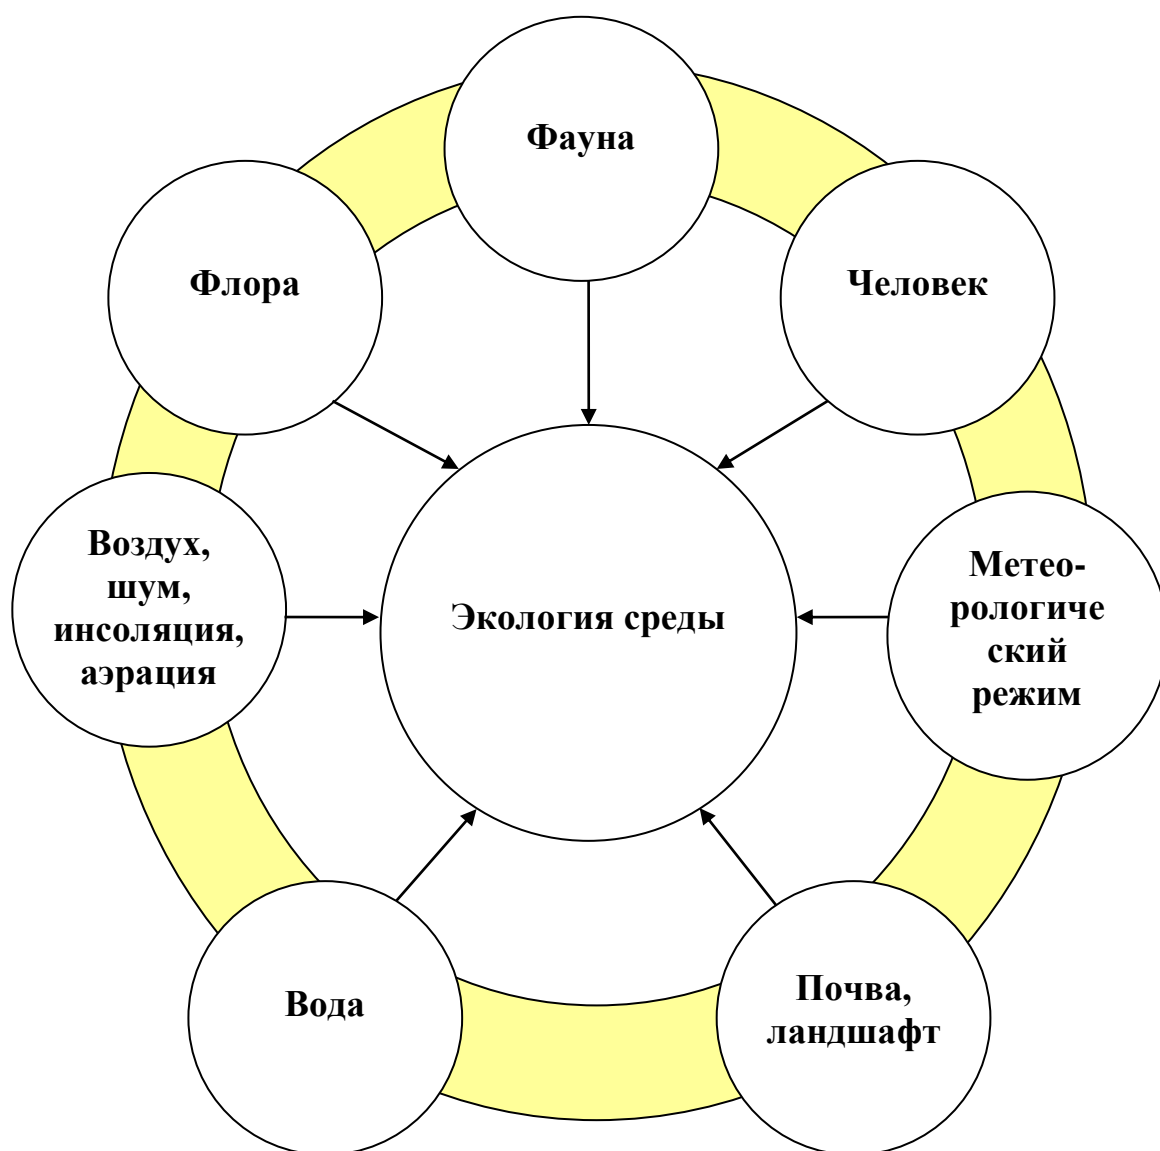 Фауна
Флора
Человек
Воздух,
шум,
инсоляция,
аэрация
Экология среды
Метео-
рологиче
ский
режим
Вода
Почва,
ландшафт